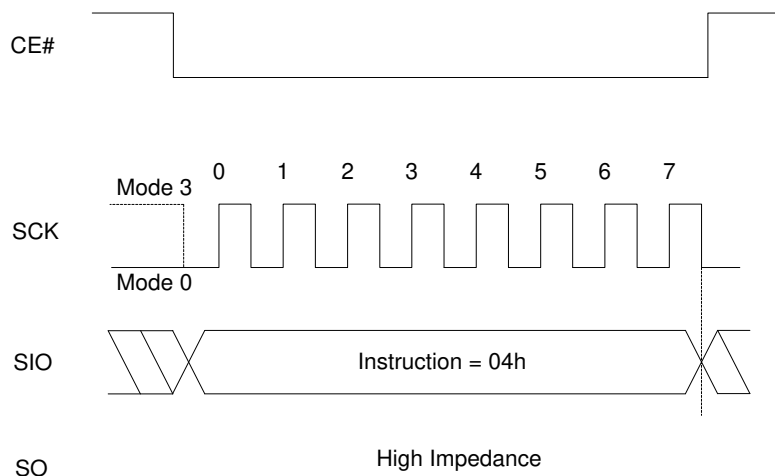 CE#
0 1 2 3 4 5 6 7
Mode 3
SCK
Mode 0
SIO
Instruction = 04h
SO
High Impedance